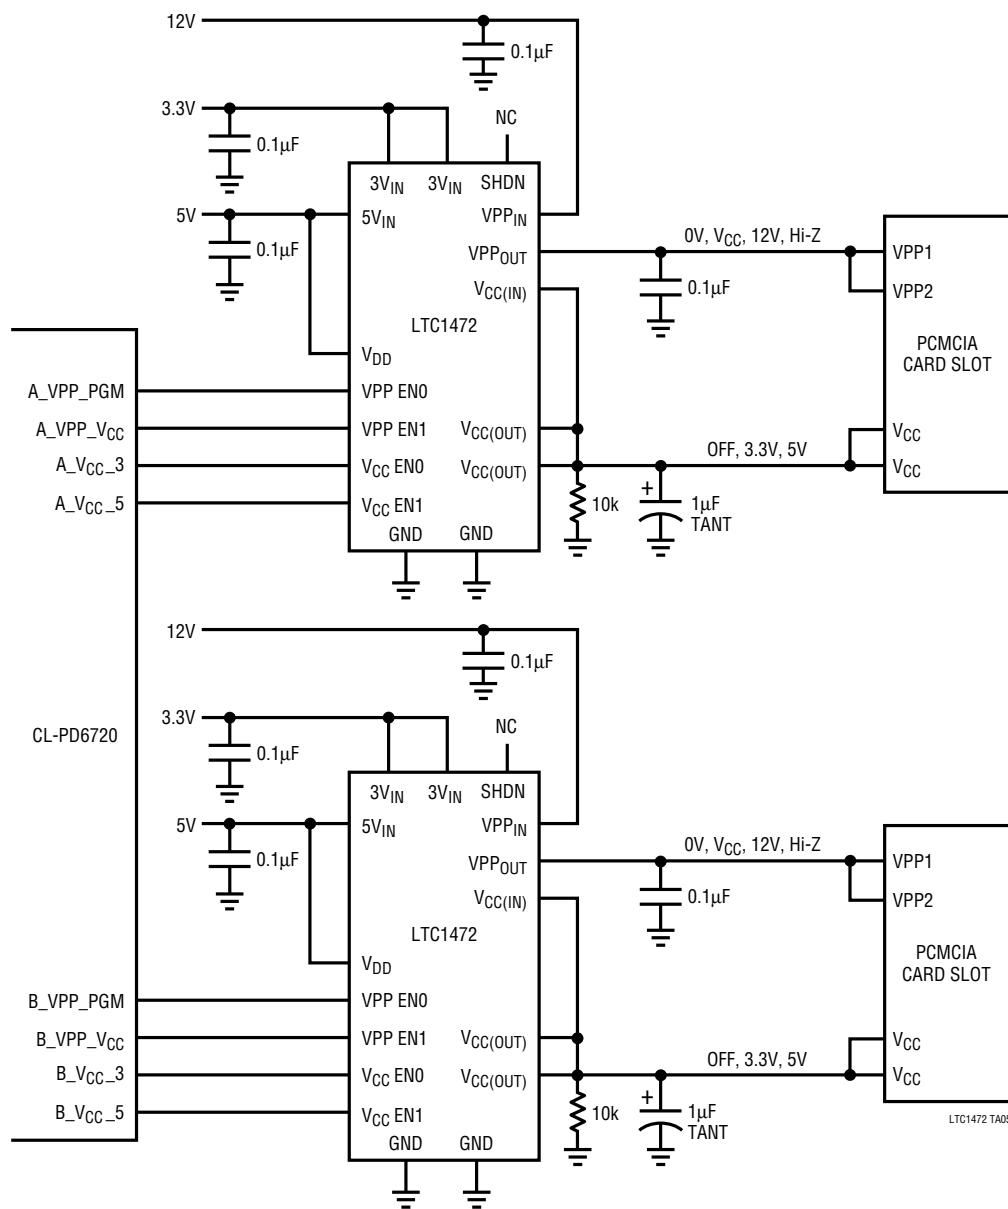 12V
0.1µF
NC
3.3V
0.1µF
3V_IN 3V_IN SHDN
5V
5V_IN
VPP_IN
0.1µF
VPP_OUT
0V, V_CC, 12V, Hi-Z
VPP1
V_CC(IN)
0.1µF
VPP2
LTC1472
PCMCIA
CARD SLOT
V_DD
A_VPP_PGM
VPP EN0
A_VPP_V_CC
VPP EN1
V_CC(OUT)
V_CC
A_V_CC_3
V_CC EN0
V_CC(OUT)
OFF, 3.3V, 5V
V_CC
A_V_CC_5
V_CC EN1
10k
+
1µF
TANT
GND GND
12V
0.1µF
CL-PD6720
NC
3.3V
0.1µF
3V_IN 3V_IN SHDN
5V
5V_IN
VPP_IN
0.1µF
VPP_OUT
0V, V_CC, 12V, Hi-Z
VPP1
V_CC(IN)
0.1µF
VPP2
LTC1472
PCMCIA
CARD SLOT
V_DD
B_VPP_PGM
VPP EN0
B_VPP_V_CC
VPP EN1
V_CC(OUT)
V_CC
B_V_CC_3
V_CC EN0
V_CC(OUT)
OFF, 3.3V, 5V
V_CC
B_V_CC_5
V_CC EN1
10k
+
1µF
TANT
GND GND
LTC1472 TA05